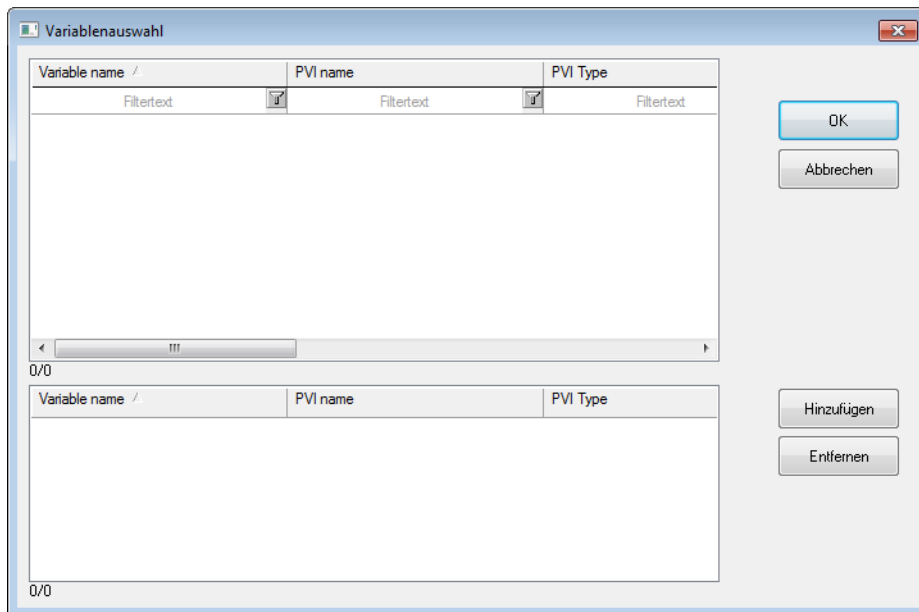 Variablenauswahl
Variable name PVI name PVI Type
Filtertext Filtertext Filtertext
OK
Abbrechen
0/0
Variable name PVI name PVI Type
Hinzufügen
Entfernen
0/0